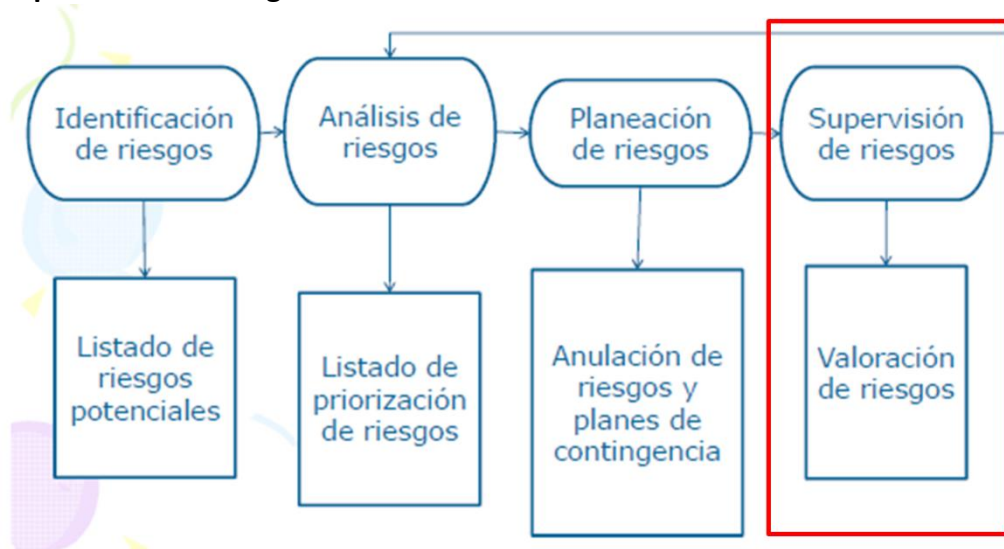 Identificación
de riesgos
Análisis de
riesgos
Planeación
de riesgos
Supervisión
de riesgos
Listado de
riesgos
potenciales
Listado de
priorización
de riesgos
Anulación de
riesgos y
planes de
contingencia
Valoración
de riesgos